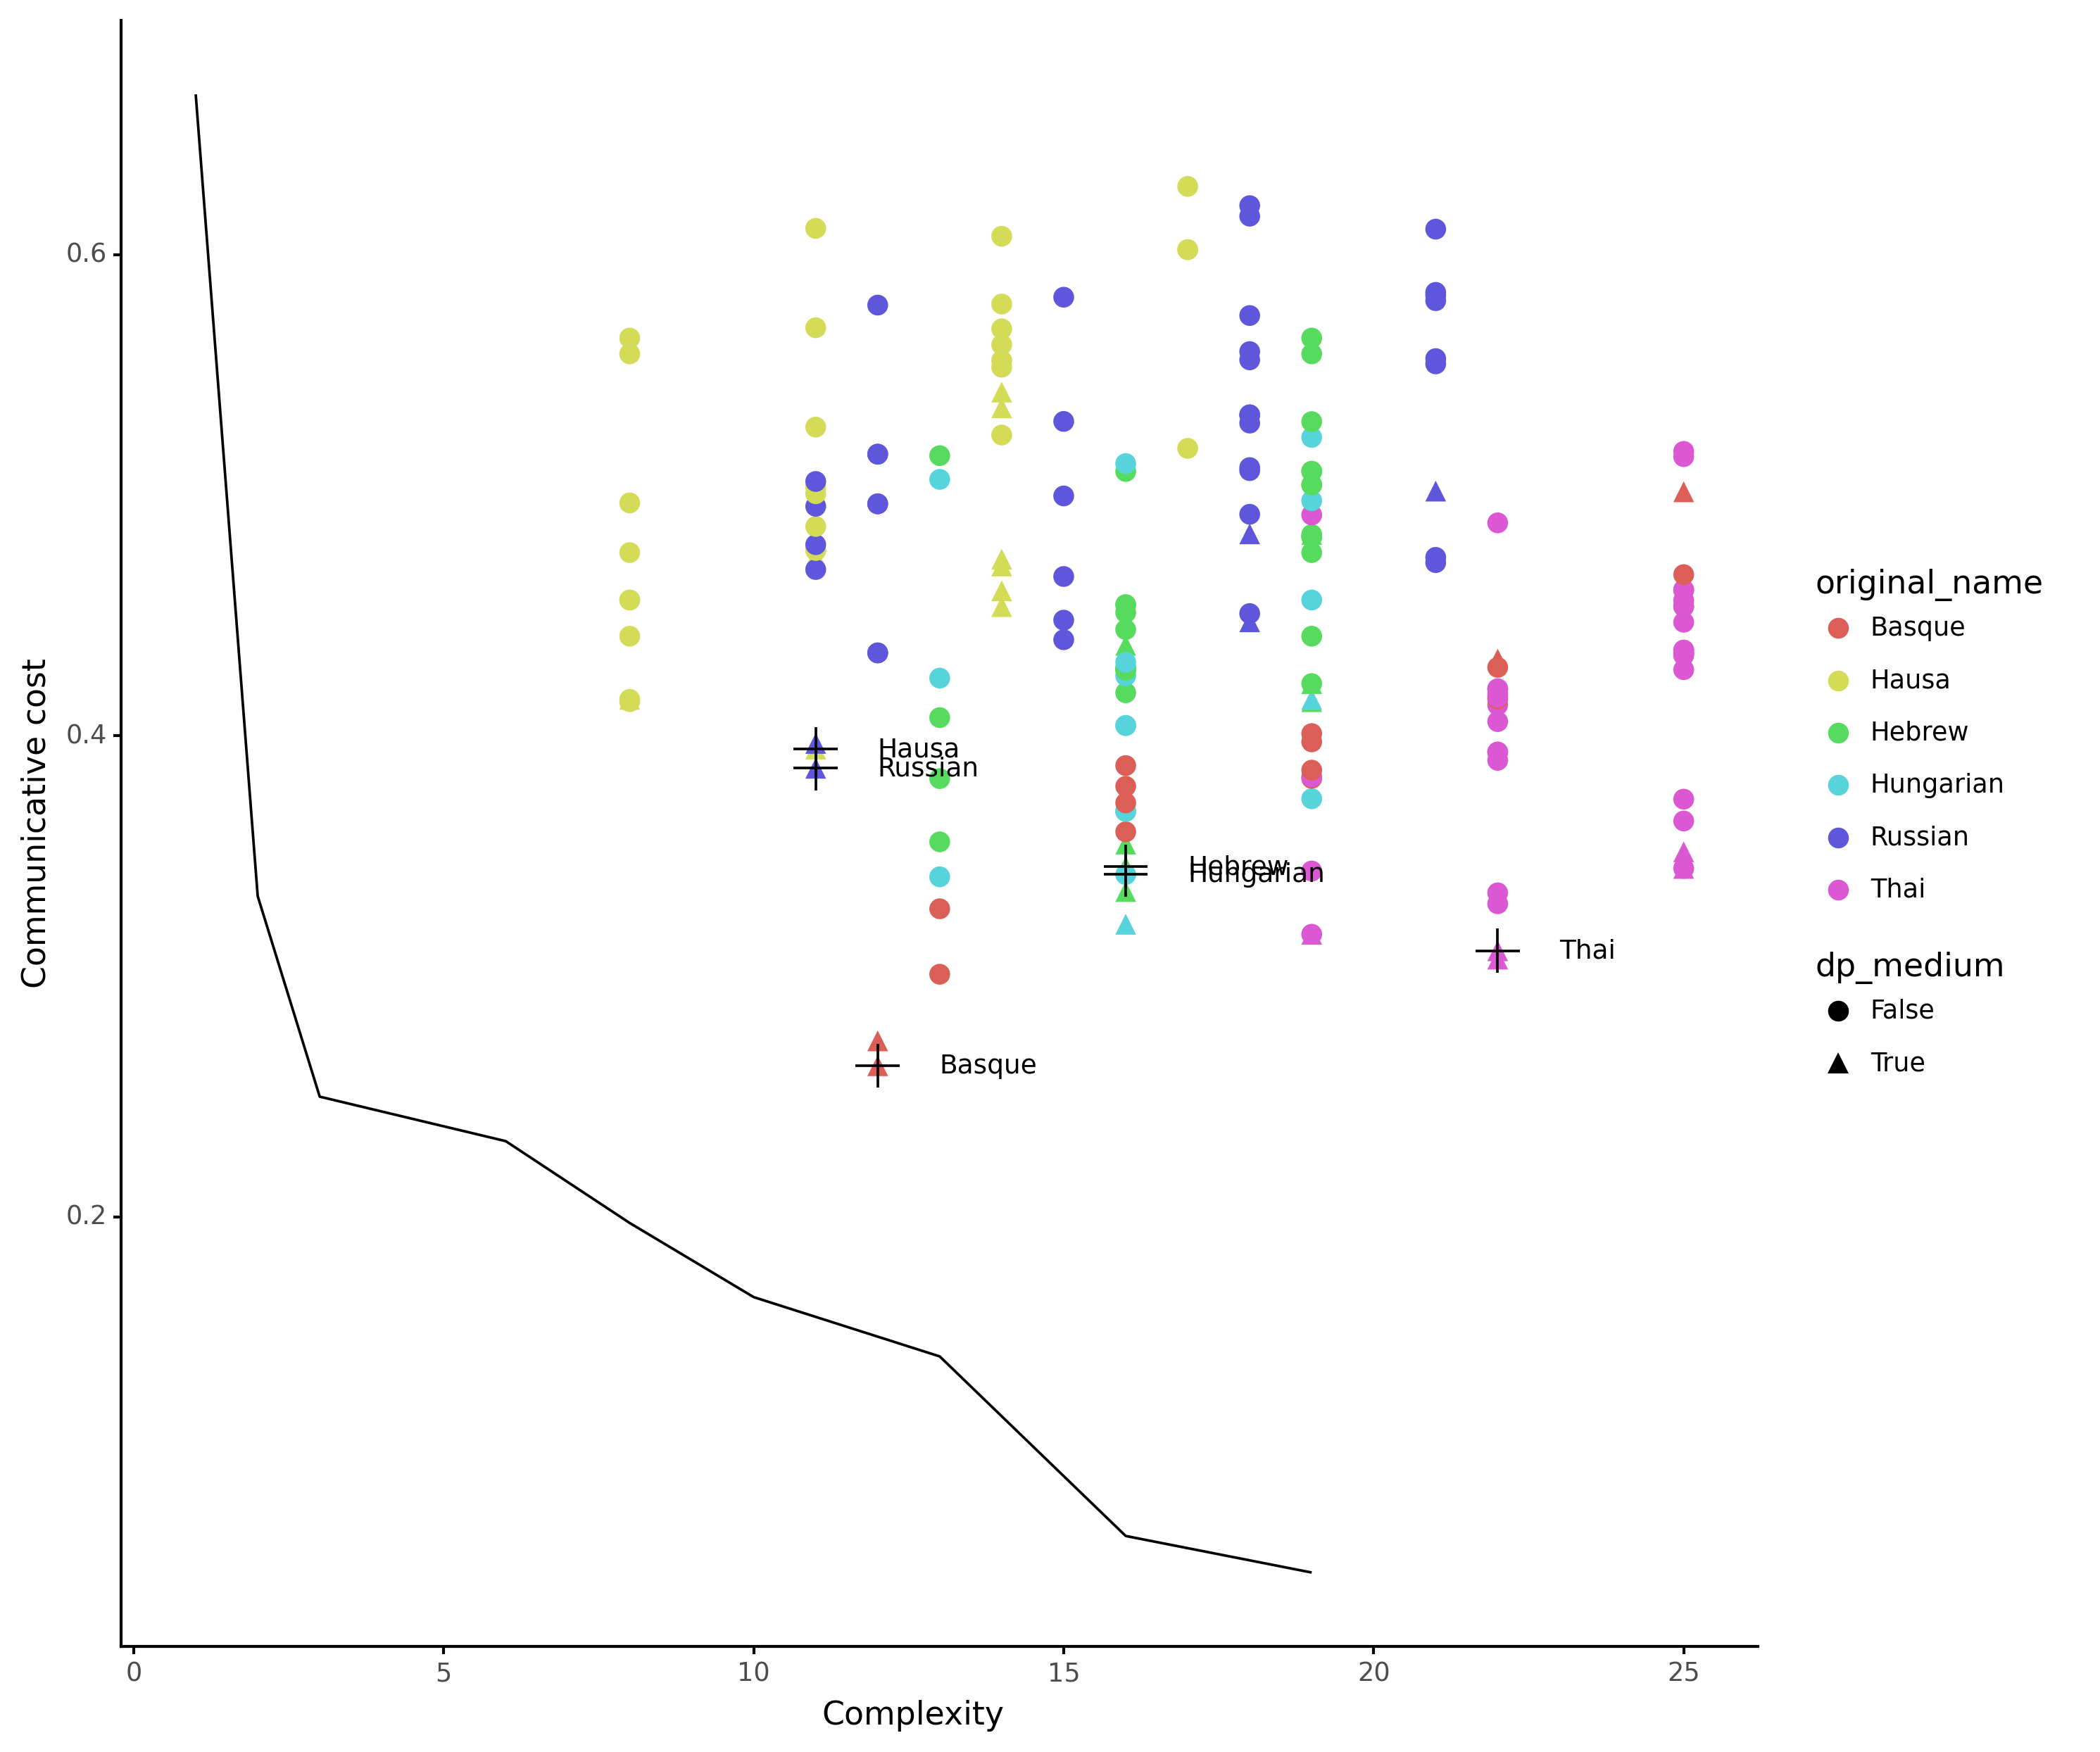 Communicative cost
0.6
0.4
0.2
Hausa
Russian
Hebrew
Hungarian
Thai
Basque
0
5
10
15
20
25
Complexity
original_name
Basque
Hausa
Hebrew
Hungarian
Russian
Thai
dp_medium
False
True